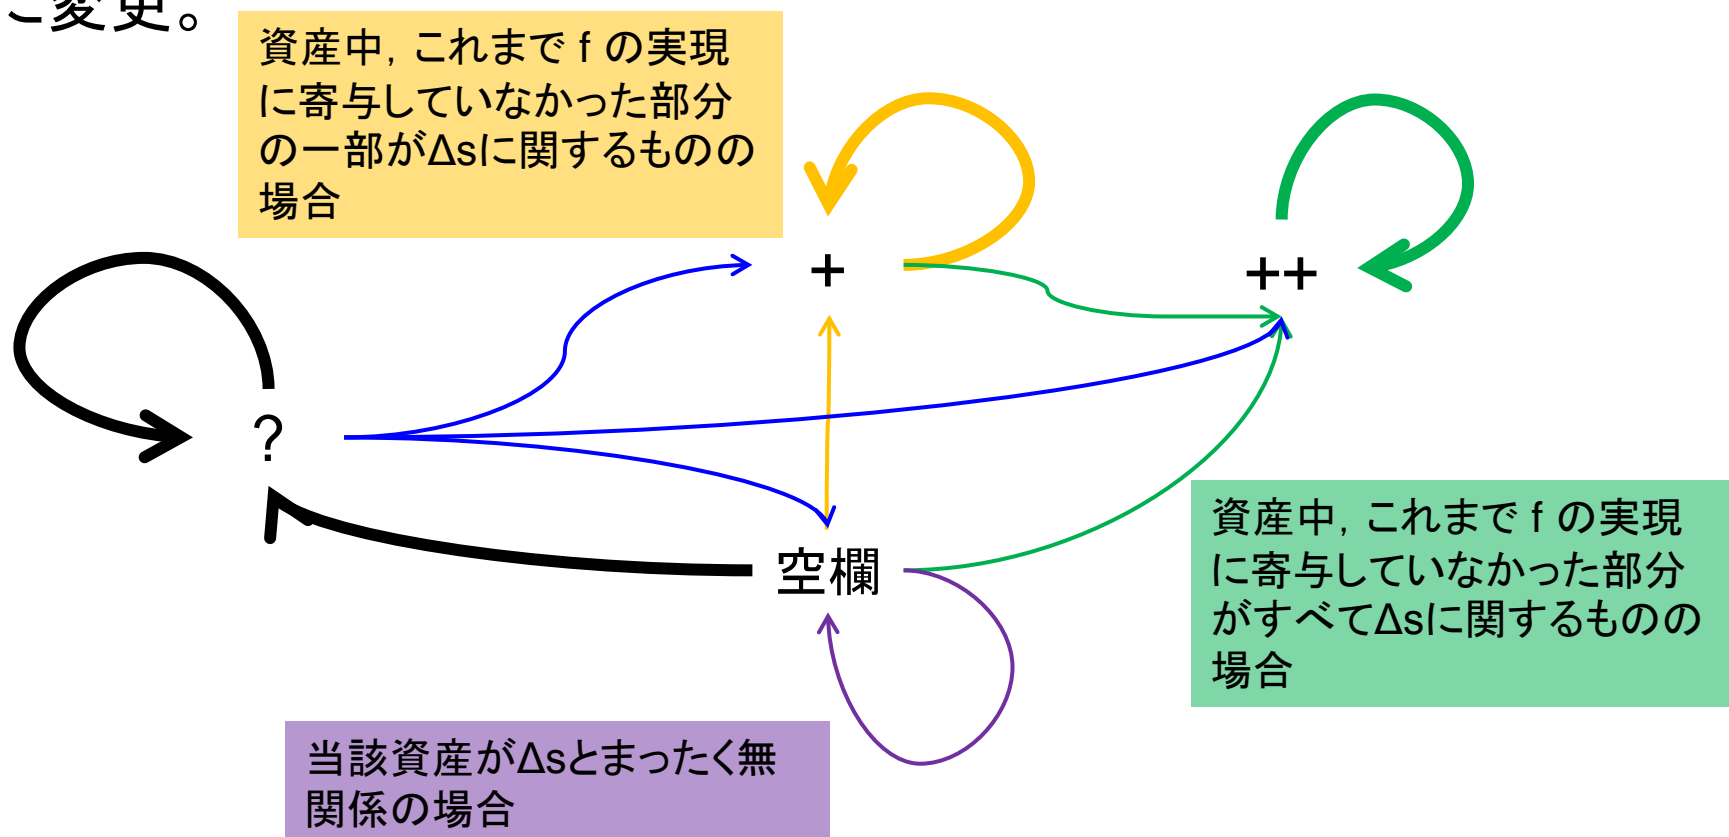 ご変更。
資産中, これまで f の実現
に寄与していなかった部分
の一部がΔsに関するものの
場合
+
++
?
空欄
資産中, これまで f の実現
に寄与していなかった部分
がすべてΔsに関するものの
場合
当該資産がΔsとまったく無
関係の場合